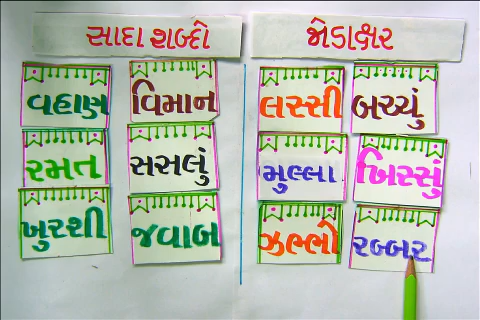 સાદા શબ્દો
જોડાક્ષર
વહાણ વિમાન
રમત સસલું
ખુરશી જવાબ
લસ્સી બચ્ચું
મુલ્લા ખિસ્સું
ઝભ્ભો રબ્બર